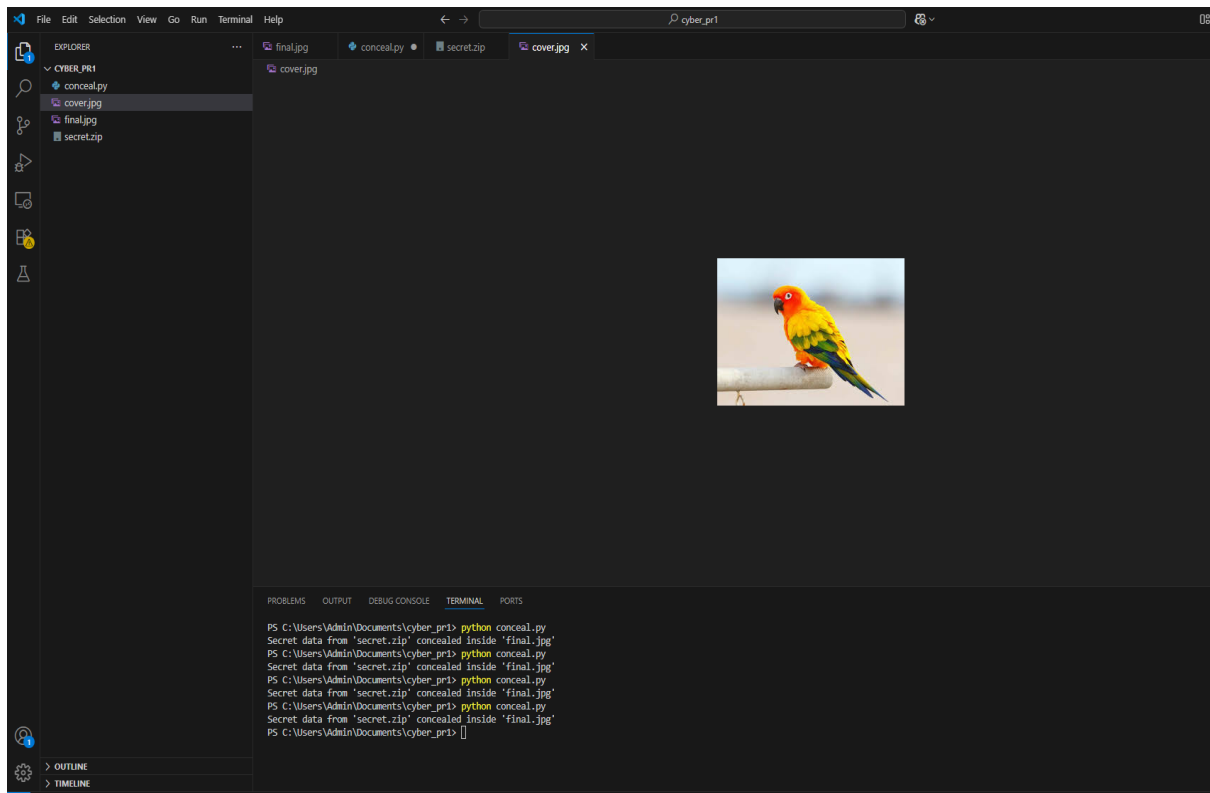 File Edit Selection View Go Run Terminal Help
cyber_pr1
EXPLORER
final.jpg conceal.py secret.zip cover.jpg
CYBER_PR1
cover.jpg
conceal.py
cover.jpg
final.jpg
secret.zip
PROBLEMS OUTPUT DEBUG CONSOLE TERMINAL PORTS
PS C:\Users\Admin\Documents\cyber_pr1> python conceal.py
Secret data from 'secret.zip' concealed inside 'final.jpg'
PS C:\Users\Admin\Documents\cyber_pr1> python conceal.py
Secret data from 'secret.zip' concealed inside 'final.jpg'
PS C:\Users\Admin\Documents\cyber_pr1> python conceal.py
Secret data from 'secret.zip' concealed inside 'final.jpg'
PS C:\Users\Admin\Documents\cyber_pr1> python conceal.py
Secret data from 'secret.zip' concealed inside 'final.jpg'
PS C:\Users\Admin\Documents\cyber_pr1>
1
1
OUTLINE
TIMELINE